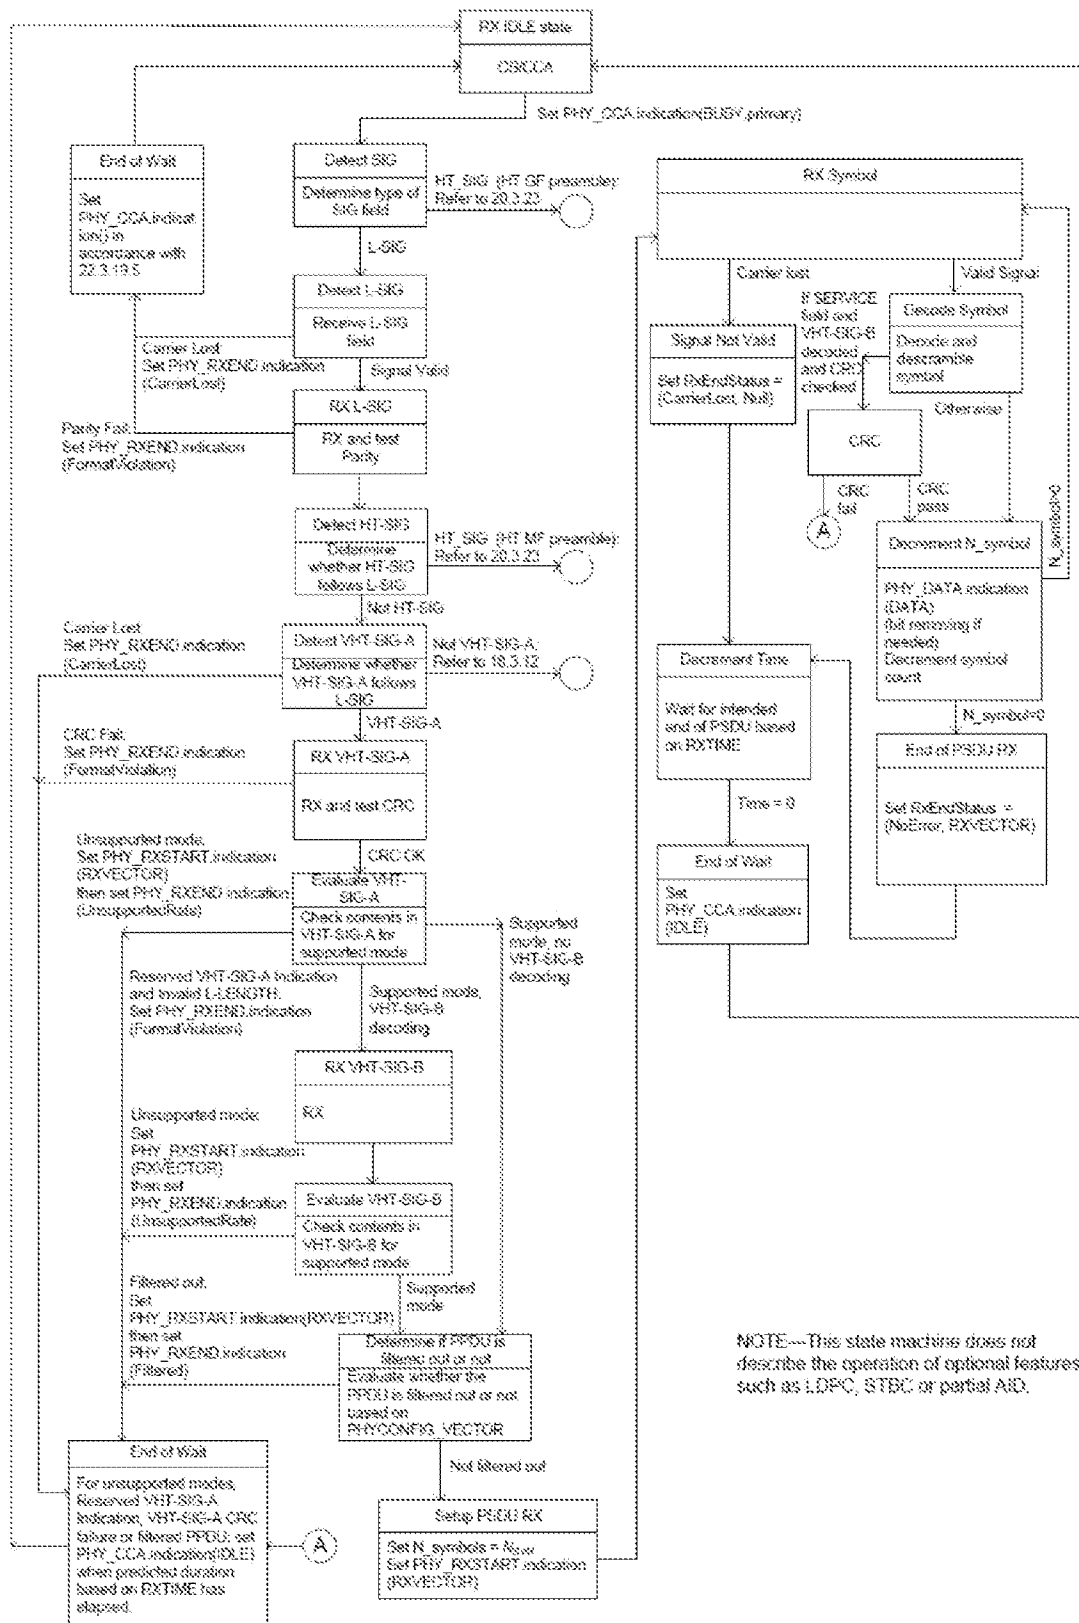 RX IDLE state
CS/CCA
Set PHY_CCA.indication(BUSY,primary)
End of Wait
Set
PHY_CCA.indicat
ion() in
accordance with
22.3.19.5
Detect SIG
Determine type of
SIG field
HT_SIG (HT GF preamble):
Refer to 20.3.23
L-SIG
Detect L-SIG
Receive L-SIG
field
Carrier Lost
Set PHY_RXEND.indication
(CarrierLost)
Signal Valid
RX L-SIG
RX and test
Parity
Parity Fail:
Set PHY_RXEND.indication
(FormatViolation)
Detect HT-SIG
Determine
whether HT-SIG
follows L-SIG
HT_SIG (HT MF preamble):
Refer to 20.3.23
Not HT-SIG
Carrier Lost
Set PHY_RXEND.indication
(CarrierLost)
Detect VHT-SIG-A
Determine whether
VHT-SIG-A follows
L-SIG
Not VHT-SIG-A:
Refer to 18.3.12
VHT-SIG-A
CRC Fail:
Set PHY_RXEND.indication
(FormatViolation)
RX VHT-SIG-A
RX and test CRC
CRC OK
Unsupported mode,
Set PHY_RXSTART.indication
(RXVECTOR)
then set PHY_RXEND.indication
(UnsupportedRate)
Evaluate VHT-
SIG-A
Check contents in
VHT-SIG-A for
supported mode
Supported
mode, no
VHT-SIG-B
decoding
Reserved VHT-SIG-A Indication
and Invalid L-LENGTH:
Set PHY_RXEND.indication
(FormatViolation)
Supported mode,
VHT-SIG-B
decoding
RX VHT-SIG-B
RX
Unsupported mode:
Set
PHY_RXSTART.indication
(RXVECTOR)
then set
PHY_RXEND.indication
(UnsupportedRate)
Evaluate VHT-SIG-B
Check contents in
VHT-SIG-B for
supported mode
Supported
mode
Filtered out:
Set
PHY_RXSTART.indication(RXVECTOR)
then set
PHY_RXEND.indication
(Filtered)
Determine if PPDU is
filtered out or not
Evaluate whether the
PPDU is filtered out or not
based on
PHYCONFIG_VECTOR
Not filtered out
End of Wait
For unsupported modes,
Reserved VHT-SIG-A
Indication, VHT-SIG-A CRC
failure or filtered PPDU: set
PHY_CCA.indication(IDLE)
when predicted duration
based on RXTIME has
elapsed.
A
Setup PSDU RX
Set N_symbols =
Set PHY_RXSTART.indication
(RXVECTOR)
RX Symbol
Carrier lost
Valid Signal
Signal Not Valid
Set RxEndStatus =
(CarrierLost, Null)
If SERVICE
field and
VHT-SIG-B
decoded
and CRC
checked
Decode Symbol
Decode and
descramble
symbol
Otherwise
CRC
CRC
fail
CRC
pass
A
N_symbol>0
Decrement N_symbol
PHY_DATA.indication
(DATA)
(bit removing if
needed)
Decrement symbol
count
N_symbol=0
Decrement Time
Wait for intended
end of PSDU based
on RXTIME
Time = 0
End of PSDU RX
Set RxEndStatus =
(NoError, RXVECTOR)
End of Wait
Set
PHY_CCA.indication
(IDLE)
NOTE—This state machine does not
describe the operation of optional features
such as LDPC, STBC or partial AID.